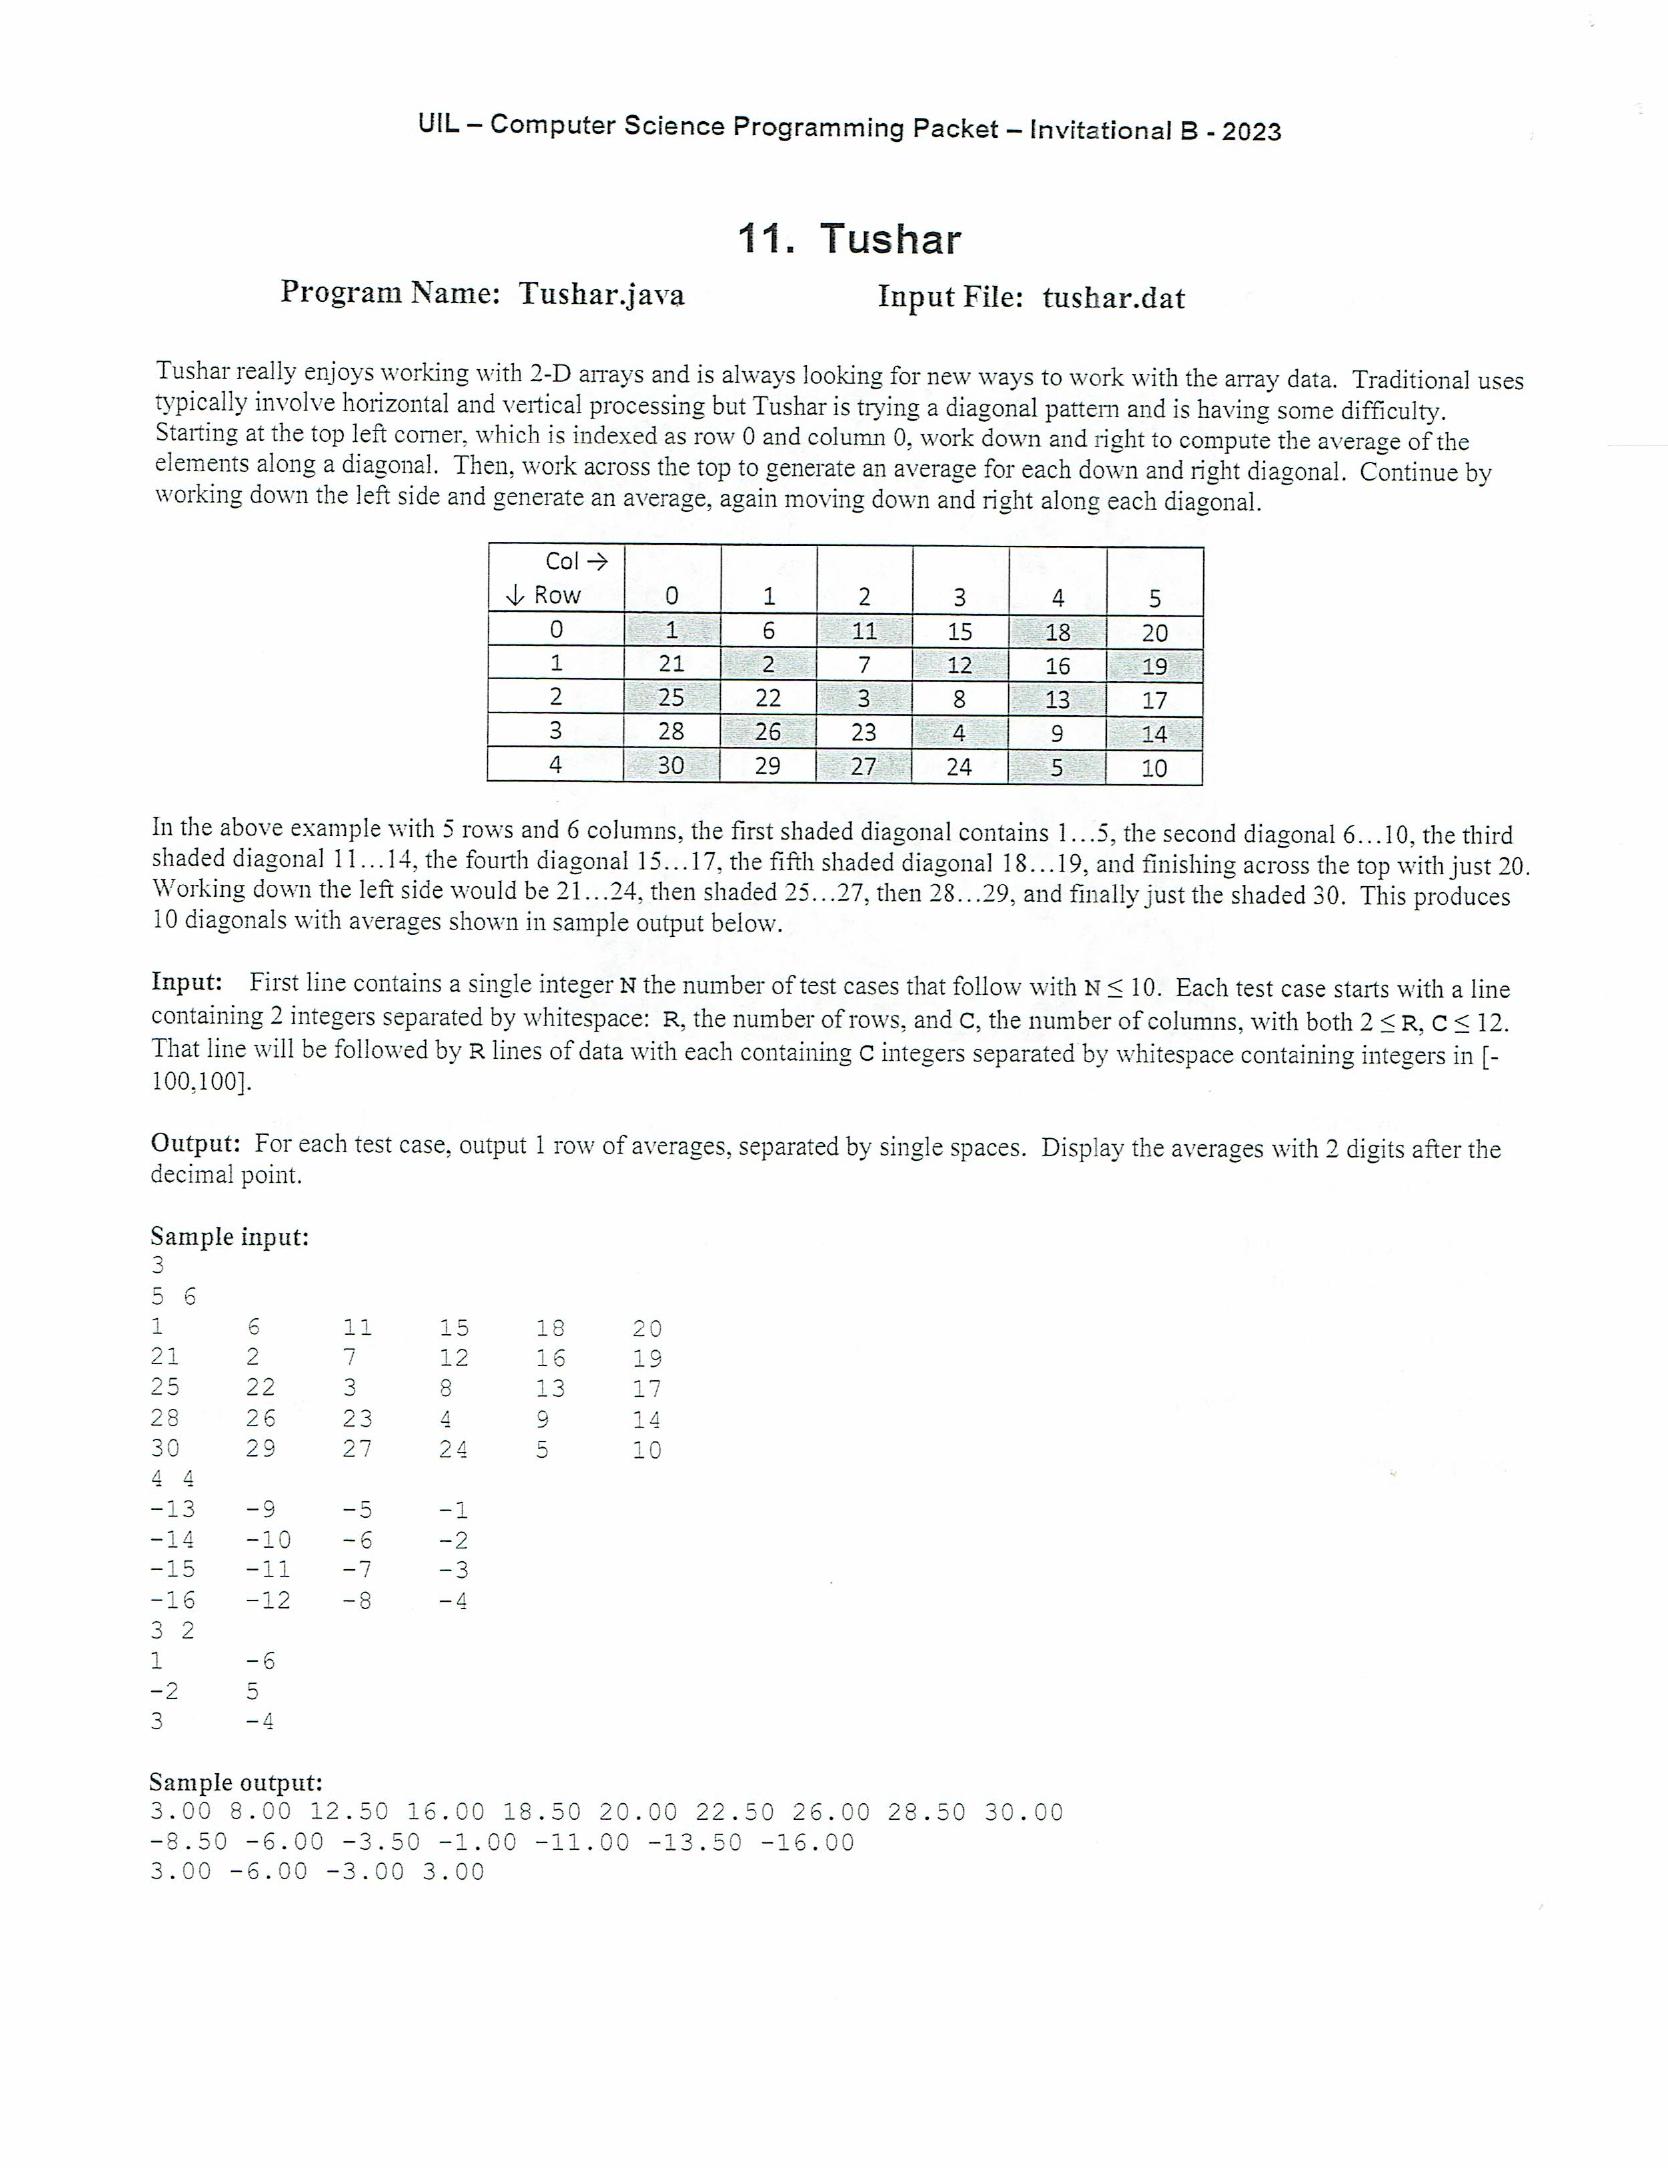 UIL – Computer Science Programming Packet – Invitational B - 2023
11. Tushar
Program Name: Tushar.java Input File: tushar.dat
Tushar really enjoys working with 2-D arrays and is always looking for new ways to work with the array data. Traditional uses
typically involve horizontal and vertical processing but Tushar is trying a diagonal pattern and is having some difficulty.
Starting at the top left corner, which is indexed as row 0 and column 0, work down and right to compute the average of the
elements along a diagonal. Then, work across the top to generate an average for each down and right diagonal. Continue by
working down the left side and generate an average, again moving down and right along each diagonal.
Col →
↓ Row 0 1 2 3 4 5
0 1 6 11 15 18 20
1 21 2 7 12 16 19
2 25 22 3 8 13 17
3 28 26 23 4 9 14
4 30 29 27 24 5 10
In the above example with 5 rows and 6 columns, the first shaded diagonal contains 1…5, the second diagonal 6…10, the third
shaded diagonal 11…14, the fourth diagonal 15…17, the fifth shaded diagonal 18…19, and finishing across the top with just 20.
Working down the left side would be 21…24, then shaded 25…27, then 28…29, and finally just the shaded 30. This produces
10 diagonals with averages shown in sample output below.
Input: First line contains a single integer N the number of test cases that follow with N ≤ 10. Each test case starts with a line
containing 2 integers separated by whitespace: R, the number of rows, and C, the number of columns, with both 2 ≤ R, C ≤ 12.
That line will be followed by R lines of data with each containing C integers separated by whitespace containing integers in [-
100,100].
Output: For each test case, output 1 row of averages, separated by single spaces. Display the averages with 2 digits after the
decimal point.
Sample input:
3
5 6
1 6 11 15 18 20
21 2 7 12 16 19
25 22 3 8 13 17
28 26 23 4 9 14
30 29 27 24 5 10
4 4
-13 -9 -5 -1
-14 -10 -6 -2
-15 -11 -7 -3
-16 -12 -8 -4
3 2
1 -6
-2 5
3 -4
Sample output:
3.00 8.00 12.50 16.00 18.50 20.00 22.50 26.00 28.50 30.00
-8.50 -6.00 -3.50 -1.00 -11.00 -13.50 -16.00
3.00 -6.00 -3.00 3.00